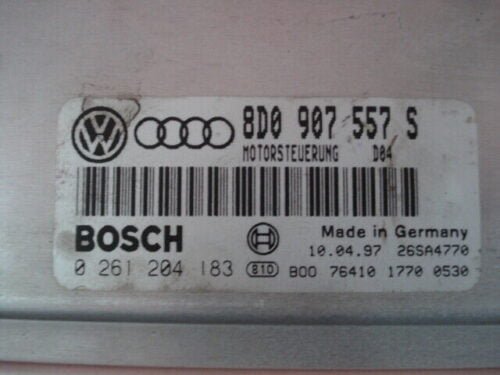 8D0 907 557 S
MOTORSTEUERUNG D04
BOSCH
Made in Germany
10.04.97 26SA4770
0 261 204 183 810 B00 76410 1770 0530